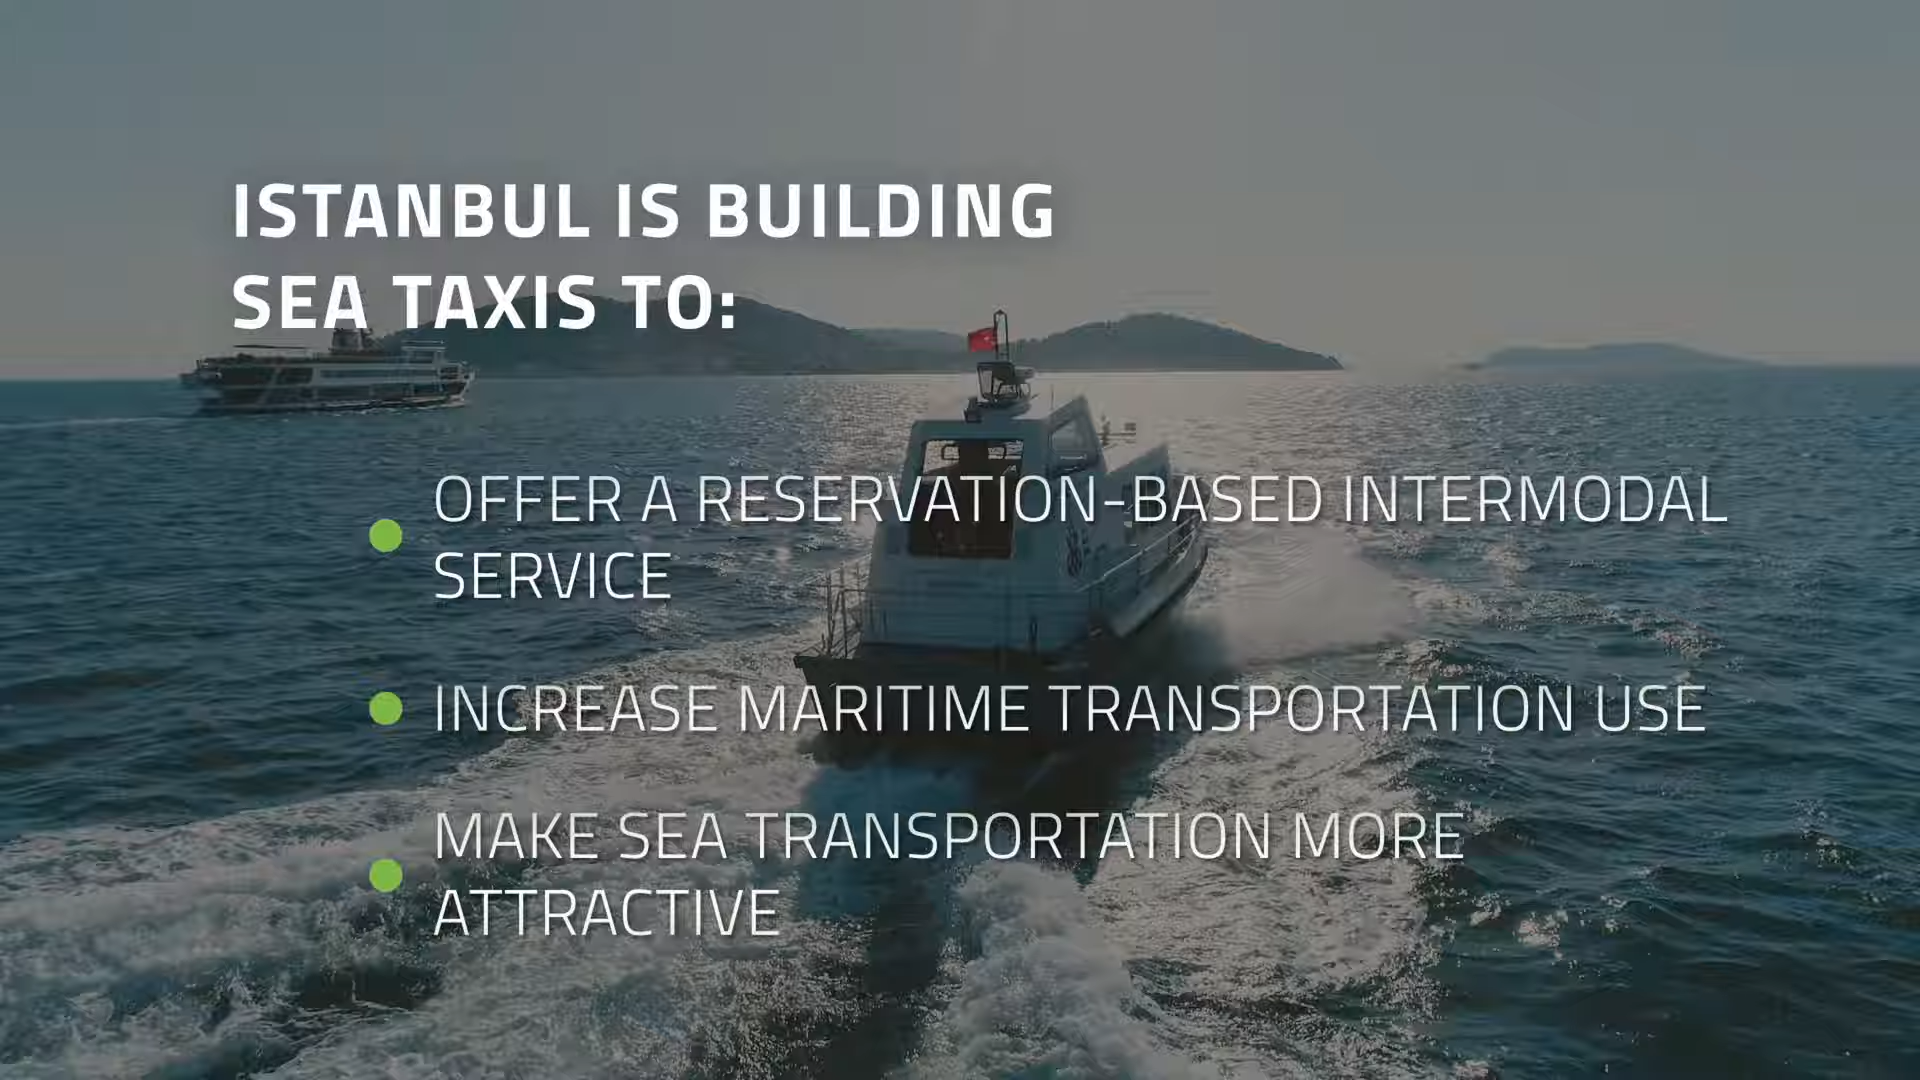 ISTANBUL IS BUILDING
SEA TAXIS TO:
OFFER A RESERVATION-BASED INTERMODAL
SERVICE
INCREASE MARITIME TRANSPORTATION USE
MAKE SEA TRANSPORTATION MORE
ATTRACTIVE